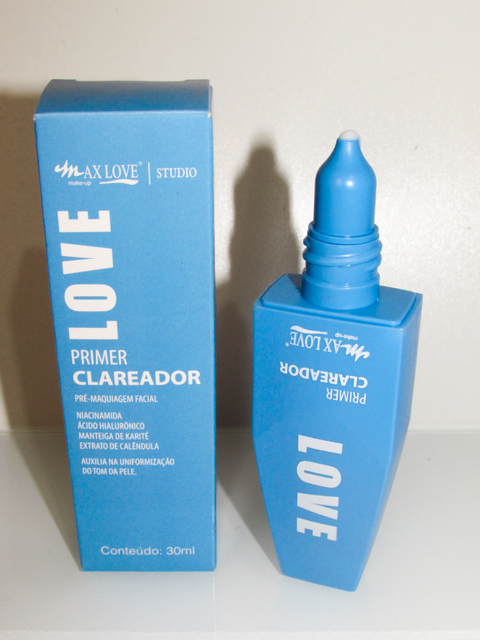 MAX LOVE® | STUDIO
make-up
LOVE
PRIMER
CLAREADOR
PRÉ-MAQUIAGEM FACIAL
NIACINAMIDA
ÁCIDO HIALURÔNICO
MANTEIGA DE KARITÉ
EXTRATO DE CALÊNDULA
AUXILIA NA UNIFORMIZAÇÃO
DO TOM DA PELE.
Conteúdo: 30ml
MAX LOVE®
make-up
PRIMER
CLAREADOR
LOVE